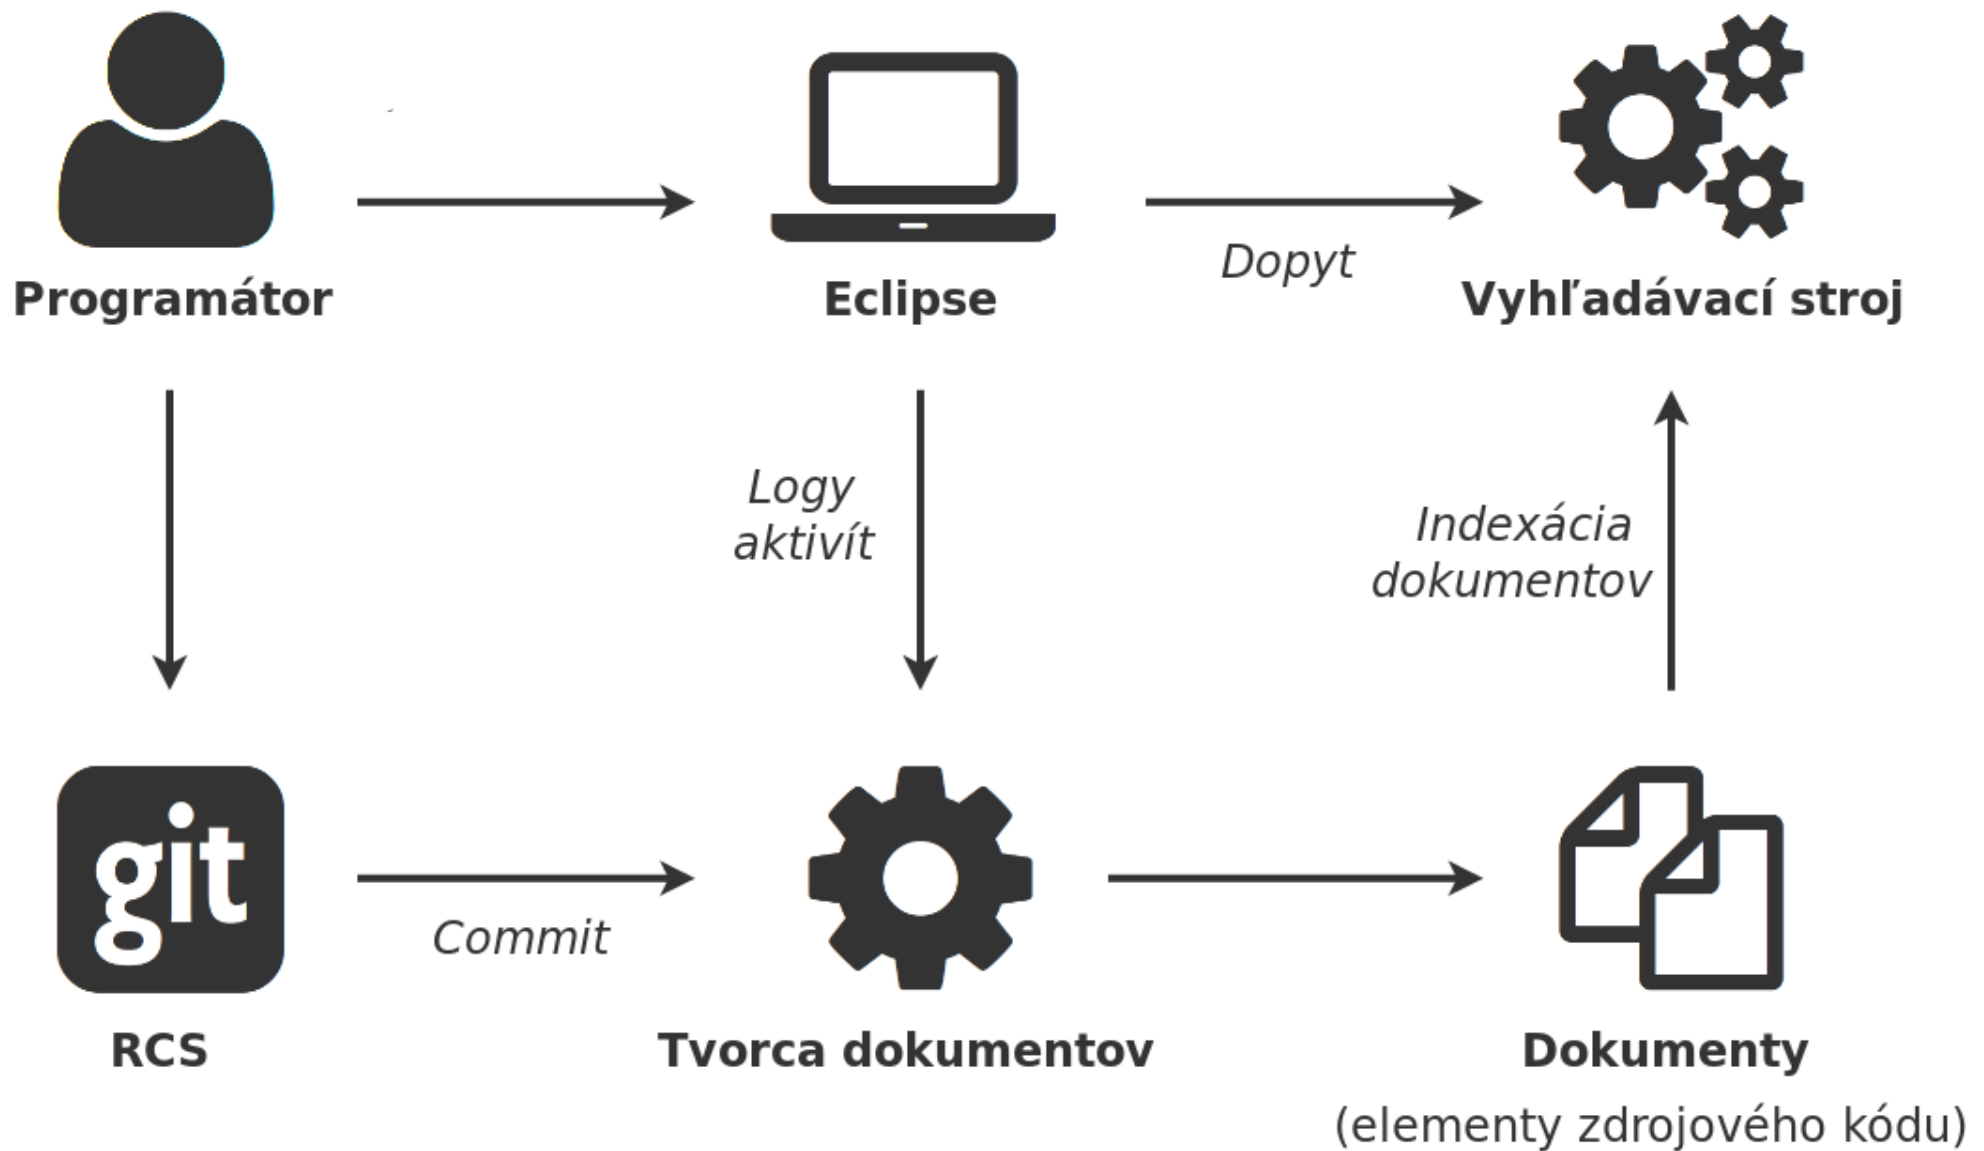 Programátor
Eclipse
Dopyt
Vyhľadávací stroj
Logy
aktivít
Indexácia
dokumentov
git
Commit
RCS
Tvorca dokumentov
Dokumenty
(elementy zdrojového kódu)